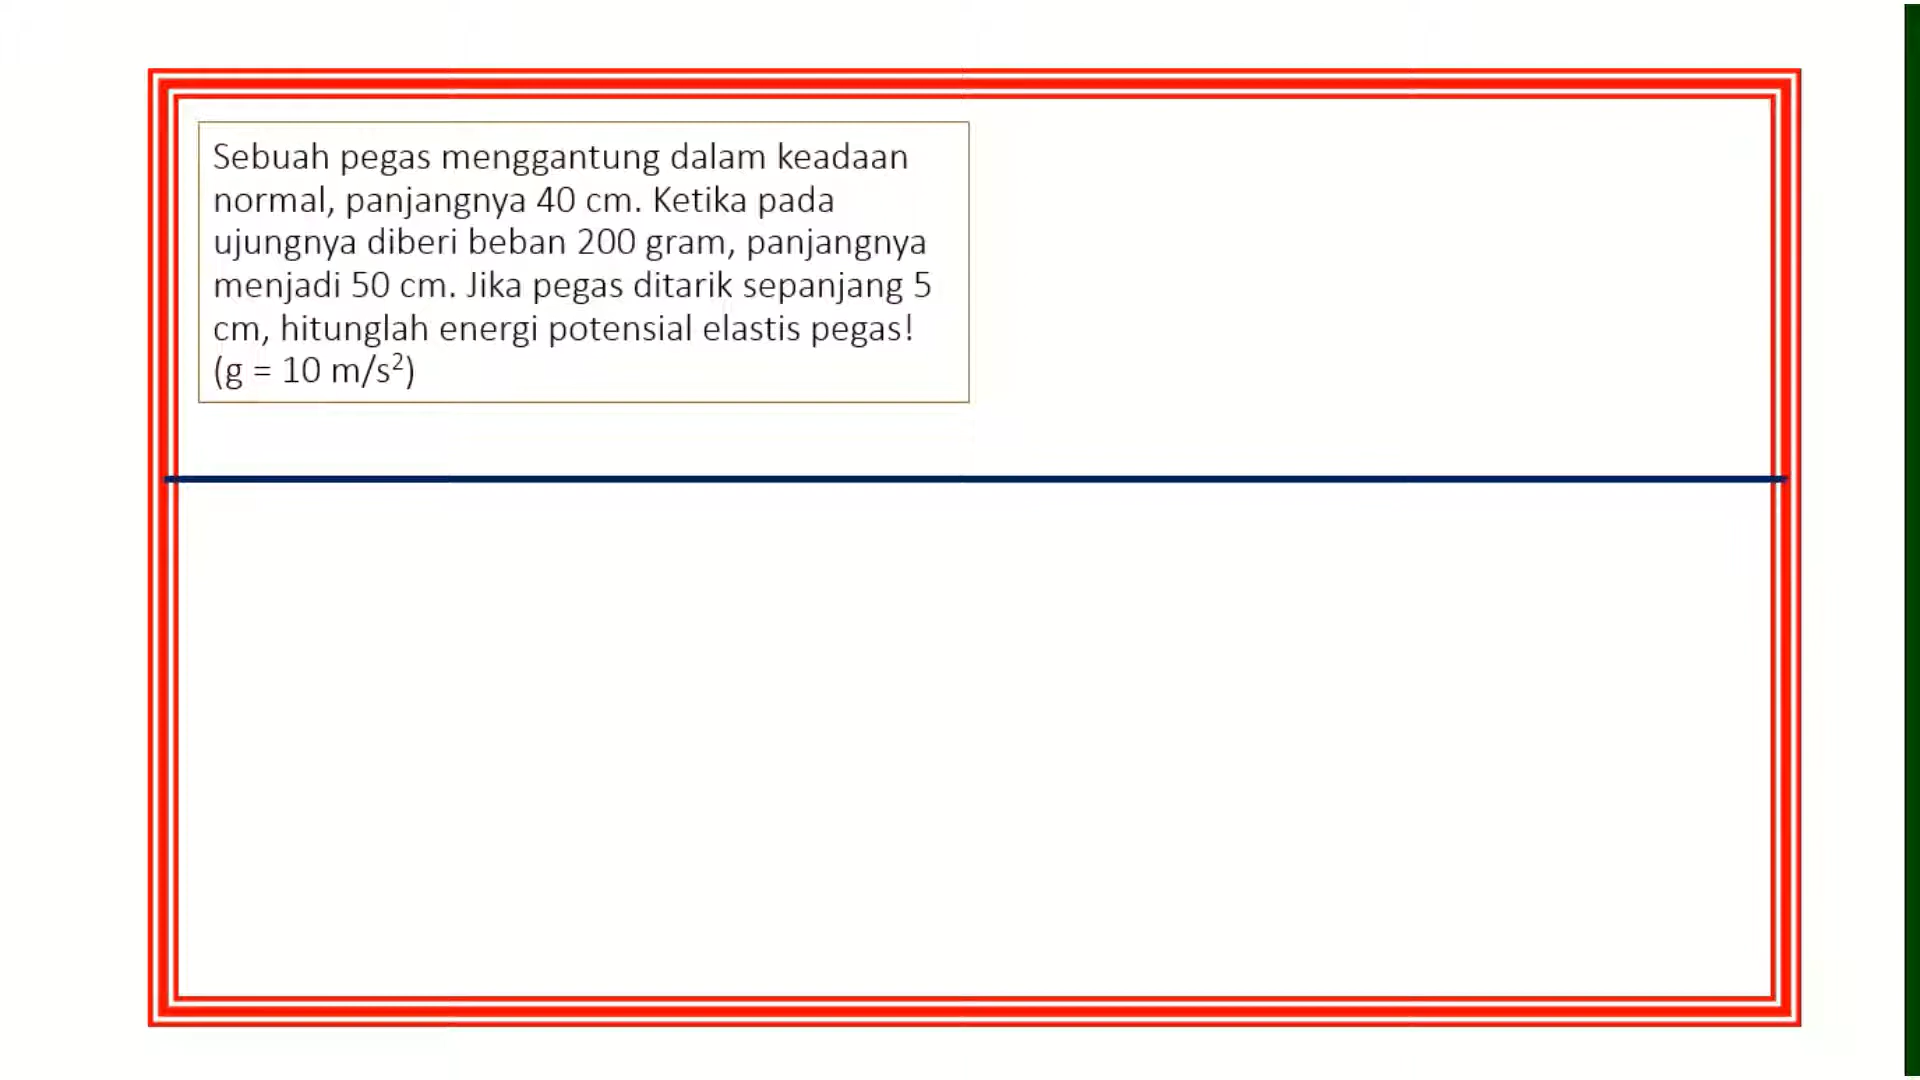 Sebuah pegas menggantung dalam keadaan
normal, panjangnya 40 cm. Ketika pada
ujungnya diberi beban 200 gram, panjangnya
menjadi 50 cm. Jika pegas ditarik sepanjang 5
cm, hitunglah energi potensial elastis pegas!
(g = 10 m/s²)